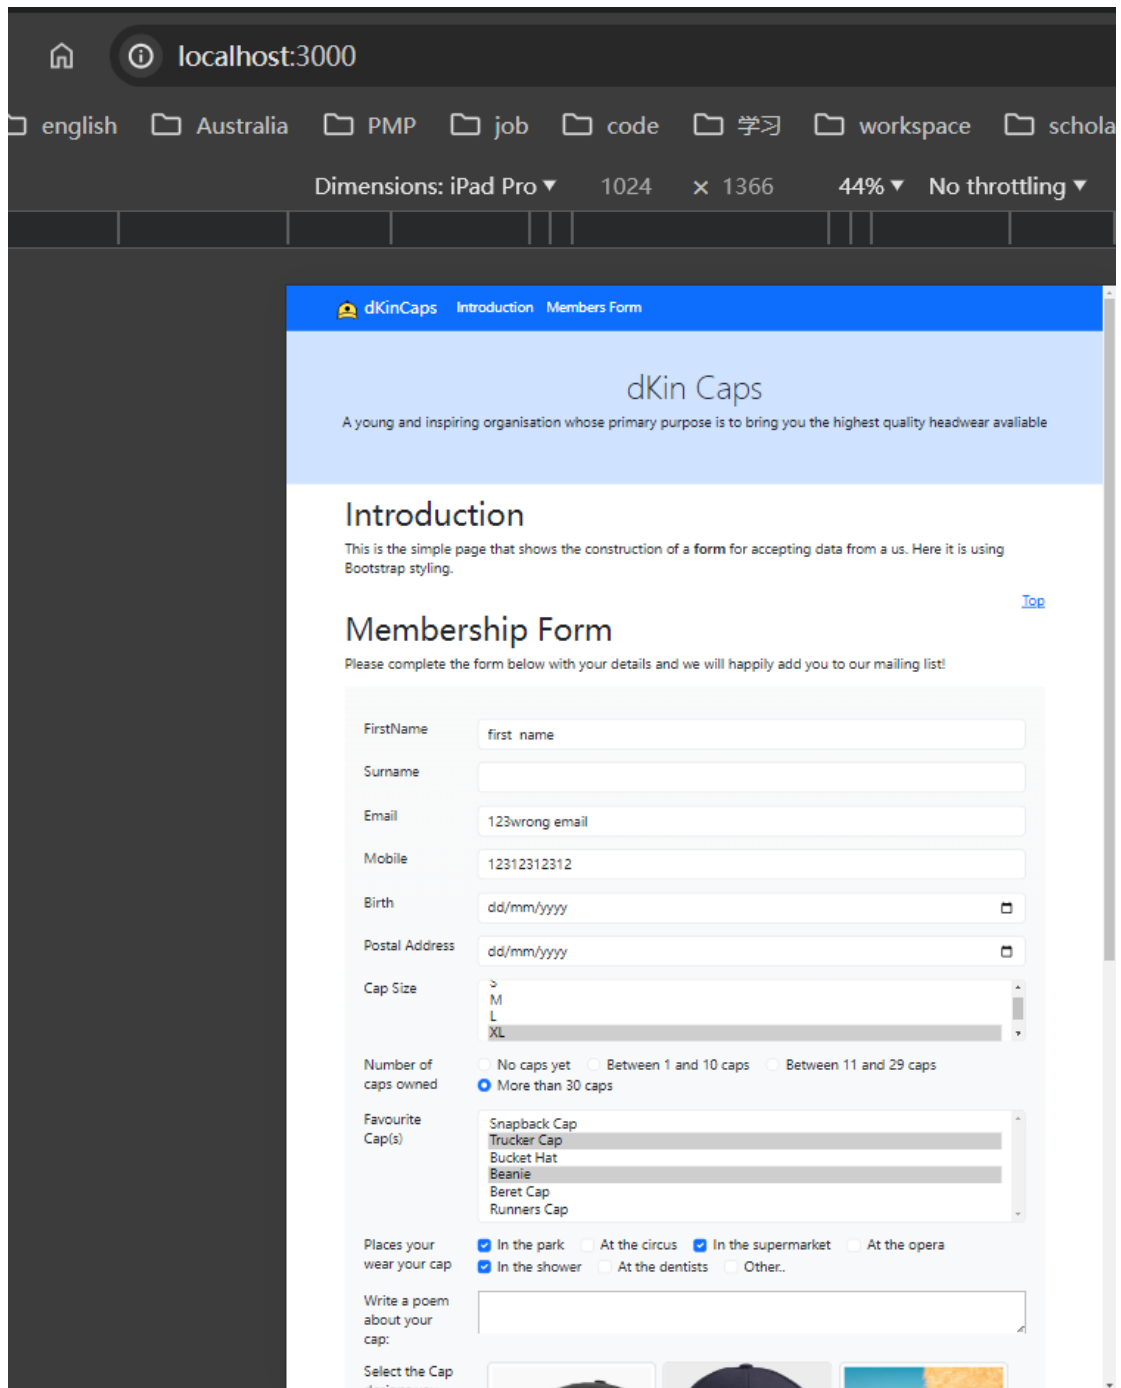 localhost:3000
english Australia PMP job code 学习 workspace schola
Dimensions: iPad Pro 1024 × 1366 44% No throttling
dKinCaps Introduction Members Form
dKin Caps
A young and inspiring organisation whose primary purpose is to bring you the highest quality headwear avaliable
Introduction
This is the simple page that shows the construction of a form for accepting data from a us. Here it is using
Bootstrap styling.
Top
Membership Form
Please complete the form below with your details and we will happily add you to our mailing list!
FirstName first name
Surname
Email 123wrong email
Mobile 12312312312
Birth dd/mm/yyyy
Postal Address dd/mm/yyyy
Cap Size S
M
L
XL
Number of caps owned No caps yet Between 1 and 10 caps Between 11 and 29 caps
More than 30 caps
Favourite Cap(s) Snapback Cap
Trucker Cap
Bucket Hat
Beanie
Beret Cap
Runners Cap
Places your wear your cap In the park At the circus In the supermarket At the opera
In the shower At the dentists Other..
Write a poem
about your
cap:
Select the Cap